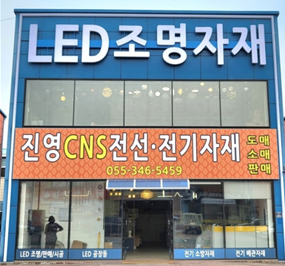 LED조명자재
진영CNS전선·전기자재
도매
소매
판매
055-346-5459
LED 조명/판매/시공
LED 공장등
전기 소방자재
전기 배관자재